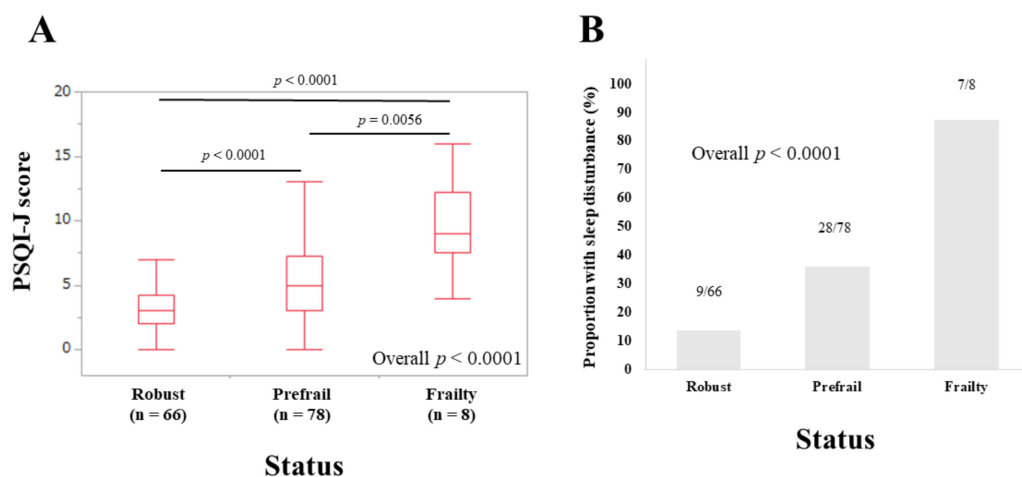 A
p < 0.0001
p = 0.0056
p < 0.0001
20
15
10
5
0
PSQI-J score
Overall p < 0.0001
Robust
(n = 66)
Prefrail
(n = 78)
Frailty
(n = 8)
Status
B
Proportion with sleep disturbance (%)
100
90
80
70
60
50
40
30
20
10
0
7/8
Overall p < 0.0001
28/78
9/66
Robust
Prefrail
Frailty
Status